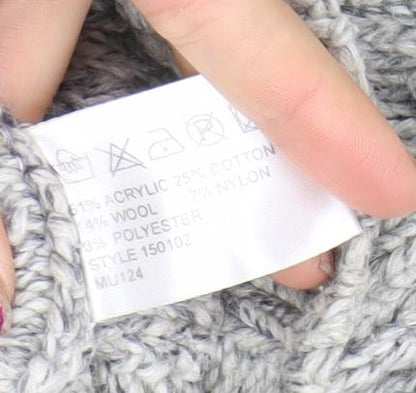 51% ACRYLIC 25% COTTON
4% WOOL 7% NYLON
3% POLYESTER
STYLE 150102
MU124